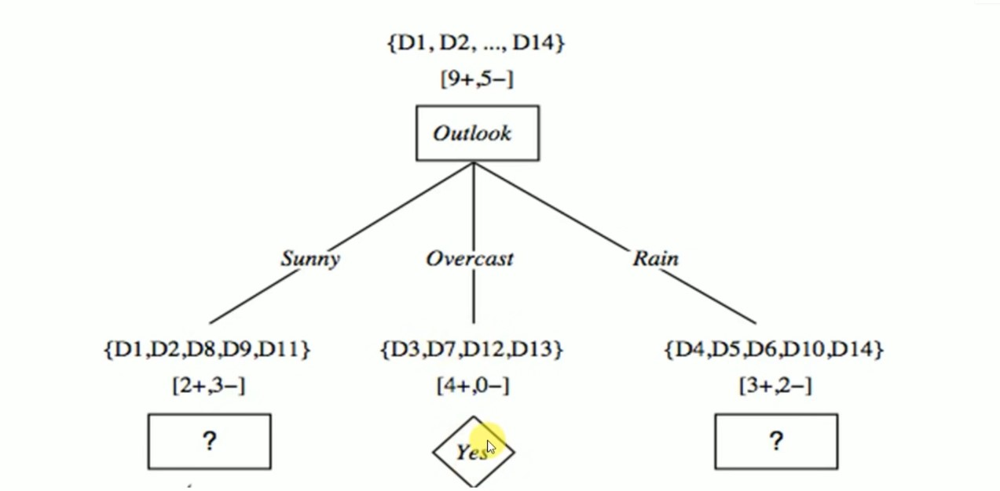 {D1, D2, ..., D14}
[9+,5−]
Outlook
Sunny Overcast Rain
{D1,D2,D8,D9,D11} {D3,D7,D12,D13} {D4,D5,D6,D10,D14}
[2+,3−] [4+,0−] [3+,2−]
? Yes ?